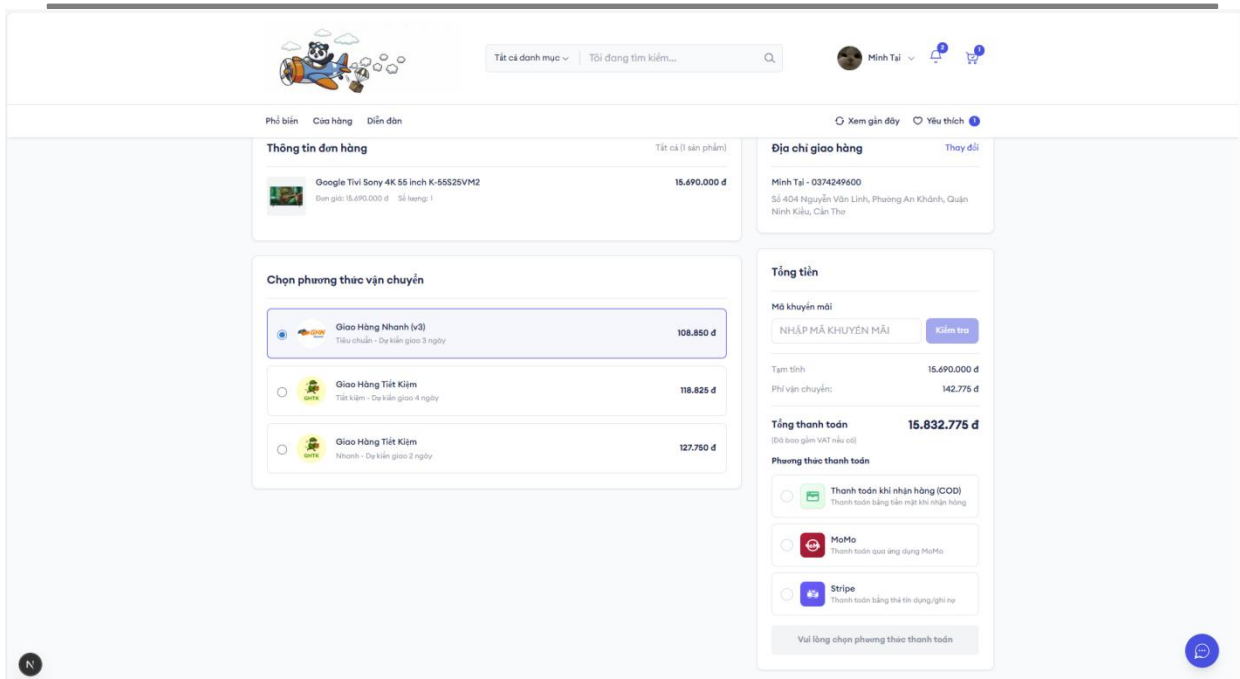 Tất cả danh mục
Tôi đang tìm kiếm...
Minh Tại
2
1
Phổ biến
Cửa hàng
Diễn đàn
Xem gần đây
Yêu thích 1
Thông tin đơn hàng
Tất cả (1 sản phẩm)
Google Tivi Sony 4K 55 inch K-55S25VM2
15.690.000 đ
Đơn giá: 15.690.000 đ Số lượng: 1
Chọn phương thức vận chuyển
GHN
Giao Hàng Nhanh (v3)
Tiêu chuẩn - Dự kiến giao 3 ngày
108.850 đ
GHTK
Giao Hàng Tiết Kiệm
Tiết kiệm - Dự kiến giao 4 ngày
118.825 đ
GHTK
Giao Hàng Tiết Kiệm
Nhanh - Dự kiến giao 2 ngày
127.750 đ
Địa chỉ giao hàng
Thay đổi
Minh Tại - 0374249600
Số 404 Nguyễn Văn Linh, Phường An Khánh, Quận
Ninh Kiều, Cần Thơ
Tổng tiền
Mã khuyến mãi
NHẬP MÃ KHUYẾN MÃI
Kiểm tra
Tạm tính
15.690.000 đ
Phí vận chuyển:
142.775 đ
Tổng thanh toán
15.832.775 đ
(Đã bao gồm VAT nếu có)
Phương thức thanh toán
Thanh toán khi nhận hàng (COD)
Thanh toán bằng tiền mặt khi nhận hàng
MoMo
Thanh toán qua ứng dụng MoMo
Stripe
Thanh toán bằng thẻ tín dụng/ghi nợ
Vui lòng chọn phương thức thanh toán
N